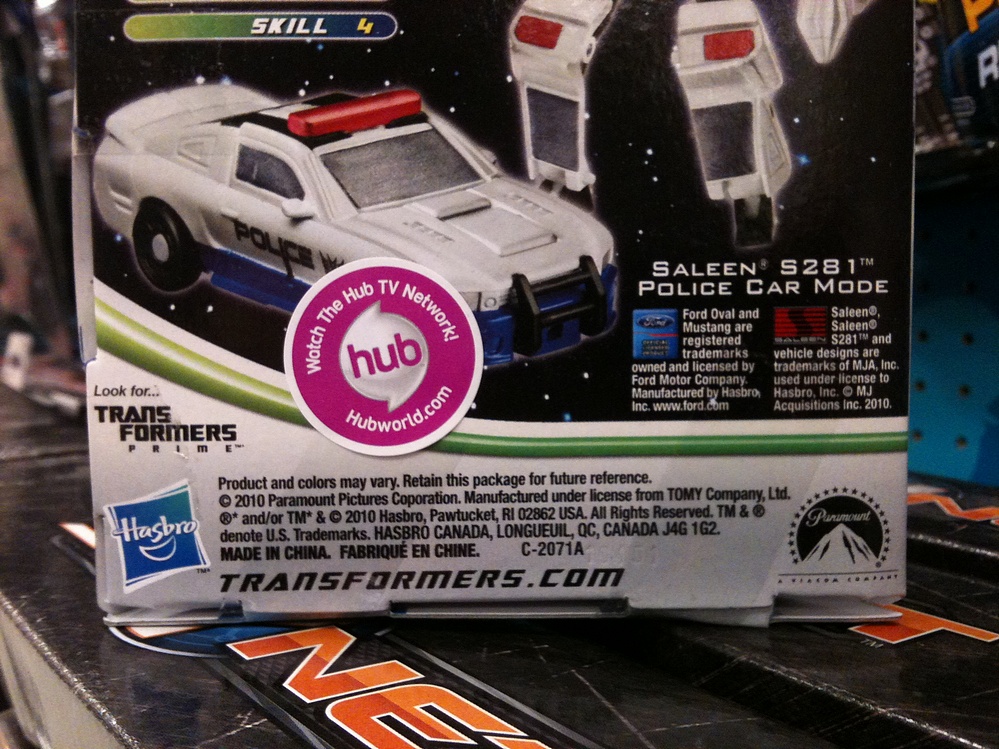 SKILL 4
POLICE
SALEEN® S281™
POLICE CAR MODE
Ford
Ford Oval and
Mustang are
registered
trademarks
owned and licensed by
Ford Motor Company.
Manufactured by Hasbro,
Inc. www.ford.com
SALEEN
Saleen®,
Saleen®
S281™ and
vehicle designs are
trademarks of MJA, Inc.
used under license to
Hasbro, Inc. © MJ
Acquisitions Inc. 2010.
Watch The Hub TV Network!
hub
Hubworld.com
Look for...
TRANS
FORMERS
PRIME™
Hasbro
™
Product and colors may vary. Retain this package for future reference.
© 2010 Paramount Pictures Coporation. Manufactured under license from TOMY Company, Ltd.
®* and/or TM* & © 2010 Hasbro, Pawtucket, RI 02862 USA. All Rights Reserved. TM & ®
denote U.S. Trademarks. HASBRO CANADA, LONGUEUIL, QC, CANADA J4G 1G2.
MADE IN CHINA. FABRIQUÉ EN CHINE. C-2071A
TRANSFORMERS.COM
Paramount
®
A VIACOM COMPANY
NE